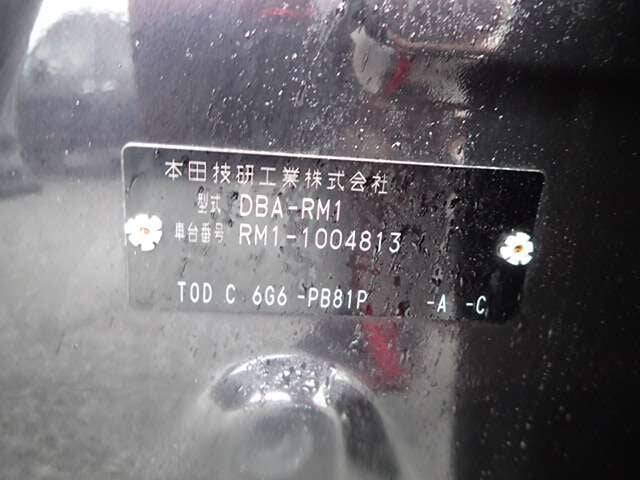 本田技研工業株式会社
型式 DBA-RM1
車台番号 RM1-1004813
TOD C 6G6 -PB81P -A -C